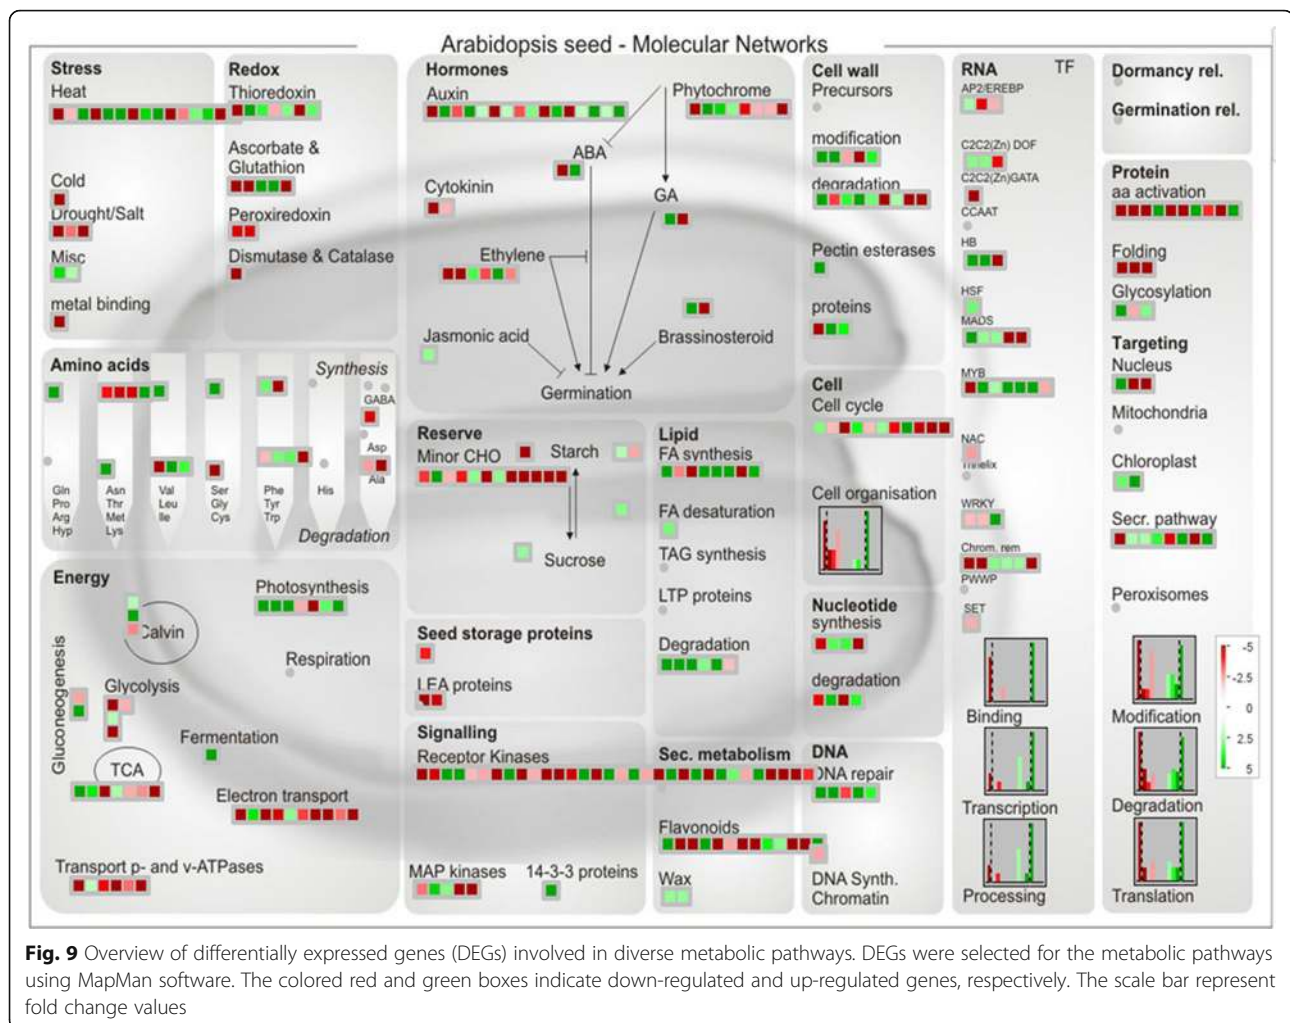 Arabidopsis seed - Molecular Networks
Stress
Heat
Cold
Drought/Salt
Misc
metal binding
Redox
Thioredoxin
Ascorbate &
Glutathion
Peroxiredoxin
Dismutase & Catalase
Hormones
Auxin
Phytochrome
ABA
Cytokinin
GA
Ethylene
Jasmonic acid
Brassinosteroid
Germination
Cell wall
Precursors
modification
degradation
Pectin esterases
proteins
Cell
Cell cycle
Cell organisation
Nucleotide
synthesis
degradation
DNA
DNA repair
DNA Synth.
Chromatin
RNA
TF
AP2/EREBP
C2C2(Zn) DOF
C2C2(Zn)GATA
CCAAT
HB
HSF
MADS
MYB
NAC
Trihelix
WRKY
Chrom. rem
PWWP
SET
Binding
Transcription
Processing
Dormancy rel.
Germination rel.
Protein
aa activation
Folding
Glycosylation
Targeting
Nucleus
Mitochondria
Chloroplast
Secr. pathway
Peroxisomes
Modification
Degradation
Translation
-5
-2.5
0
2.5
5
Amino acids
Synthesis
GABA
Asp
Ala
Gln
Pro
Arg
Hyp
Asn
Thr
Met
Lys
Val
Leu
Ile
Ser
Gly
Cys
Phe
Tyr
Trp
His
Degradation
Reserve
Minor CHO
Starch
Sucrose
Seed storage proteins
LEA proteins
Signalling
Receptor Kinases
MAP kinases
14-3-3 proteins
Lipid
FA synthesis
FA desaturation
TAG synthesis
LTP proteins
Degradation
Sec. metabolism
Flavonoids
Wax
Energy
Photosynthesis
Calvin
Respiration
Gluconeogenesis
Glycolysis
Fermentation
TCA
Electron transport
Transport p- and v-ATPases
Fig. 9 Overview of differentially expressed genes (DEGs) involved in diverse metabolic pathways. DEGs were selected for the metabolic pathways
using MapMan software. The colored red and green boxes indicate down-regulated and up-regulated genes, respectively. The scale bar represent
fold change values